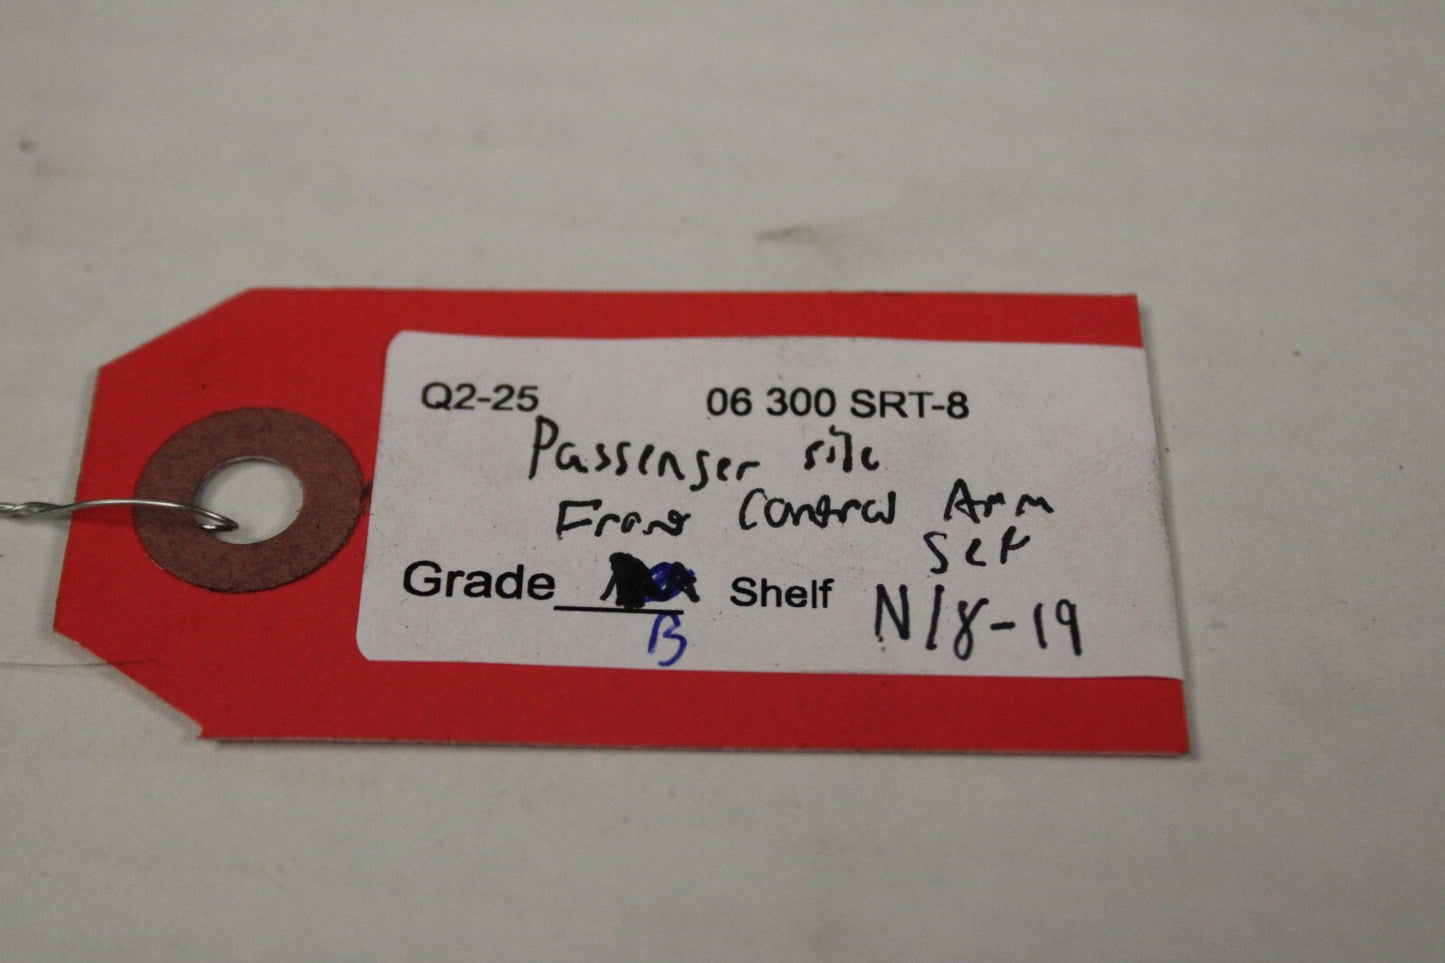 Q2-25 06 300 SRT-8
Passenger side
Front Control Arm
Set
Grade Shelf N18-19
B